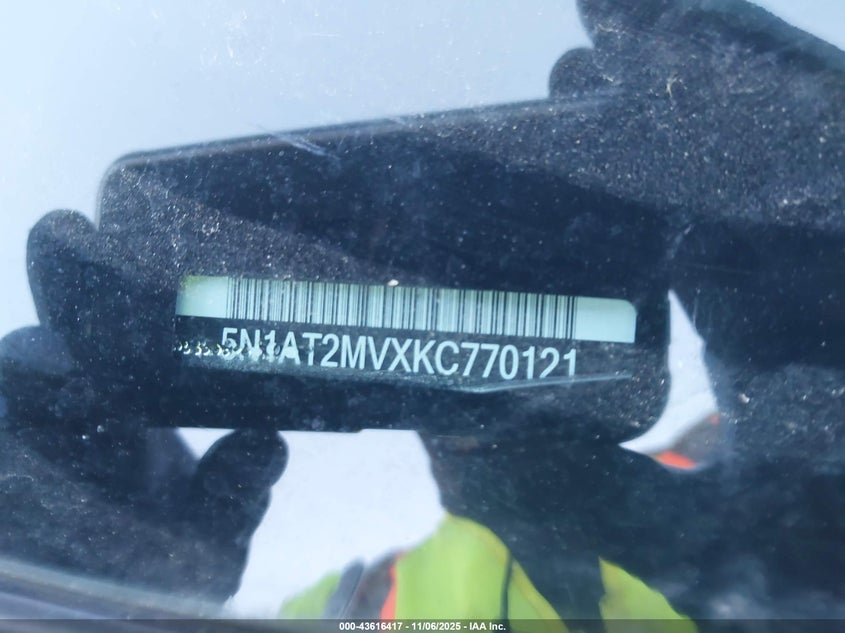 5N1AT2MVXKC770121
000-43616417 - 11/06/2025 - IAA Inc.